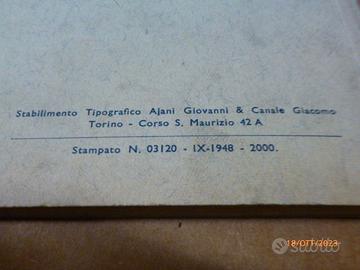 Stabilimento Tipografico Ajani Giovanni & Canale Giacomo
Torino - Corso S. Maurizio 42 A
Stampato N. 03120 - IX-1948 - 2000.
18/OTT/2023
subito